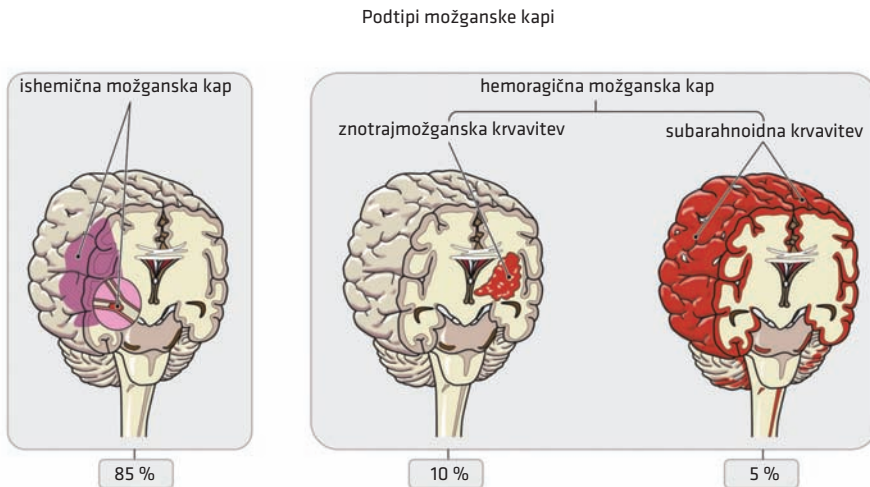 Podtipi možganske kapi
ishemična možganska kap
hemoragična možganska kap
znotrajmožganska krvavitev
subarahnoidna krvavitev
85 %
10 %
5 %